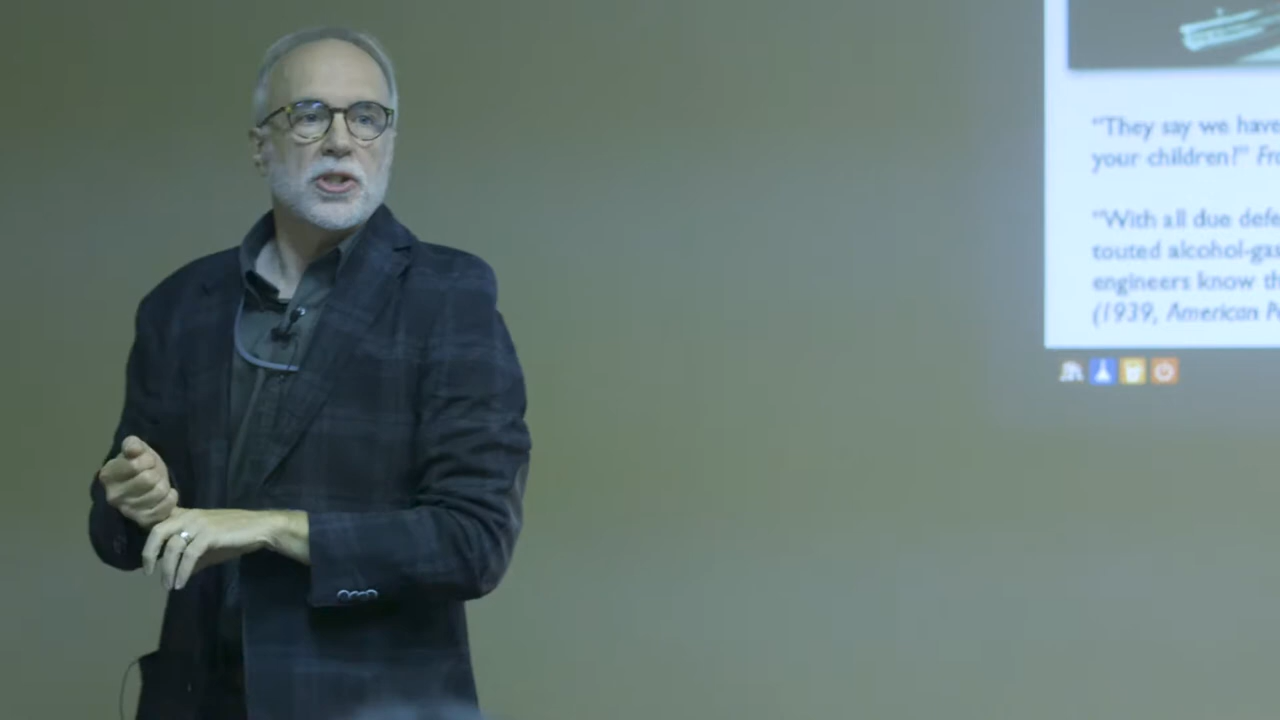 "They say we have
your children!" Fr
"With all due defe
touted alcohol-gas
engineers know th
(1939, American Pe